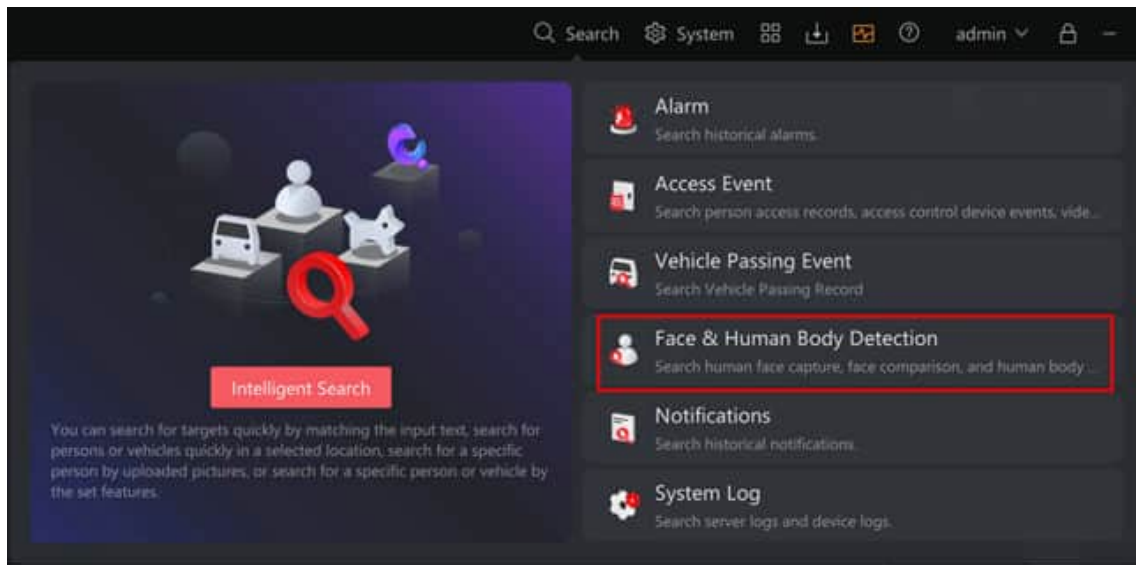 Search System admin
Alarm
Search historical alarms.
Access Event
Search person access records, access control device events, vide...
Vehicle Passing Event
Search Vehicle Passing Record
Face & Human Body Detection
Search human face capture, face comparison, and human body ...
Notifications
Search historical notifications.
System Log
Search server logs and device logs.
Intelligent Search
You can search for targets quickly by matching the input text, search for
persons or vehicles quickly in a selected location, search for a specific
person by uploaded pictures, or search for a specific person or vehicle by
the set features.